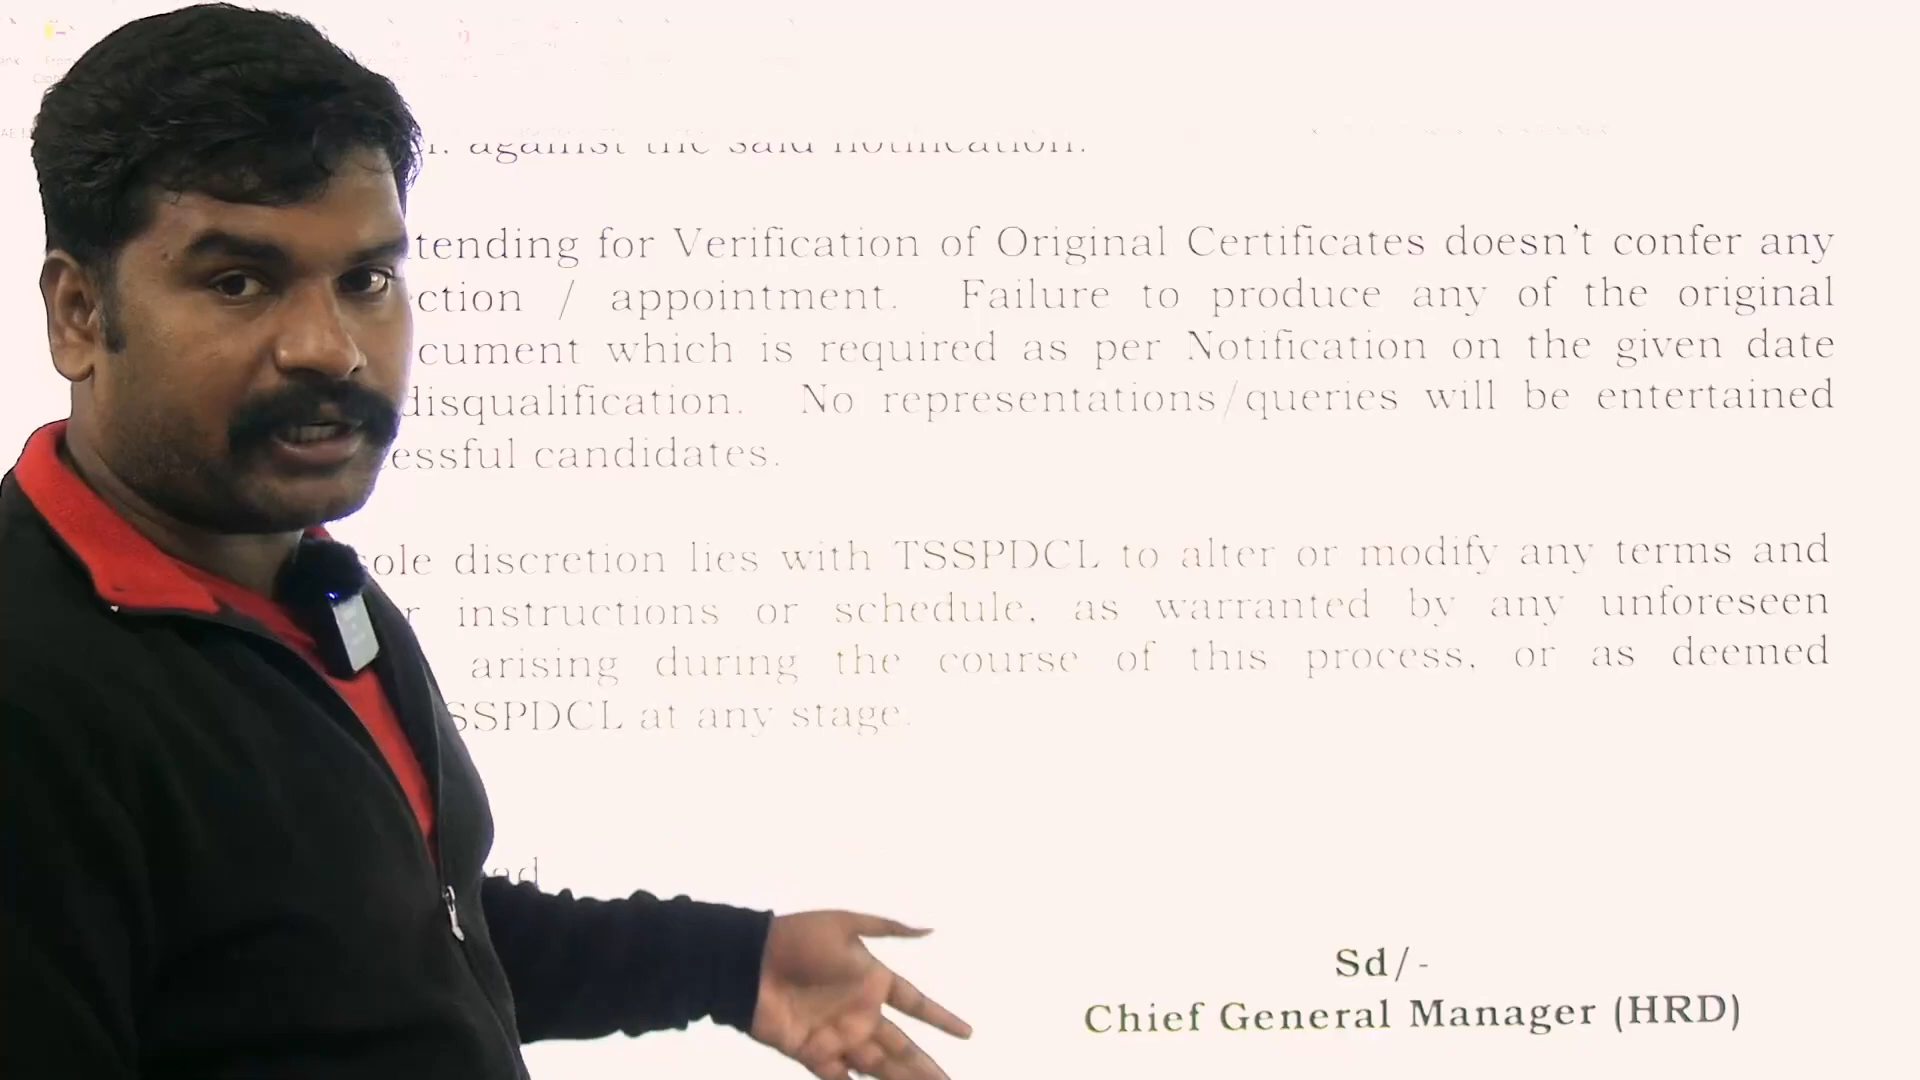 against the said notification.
tending for Verification of Original Certificates doesn't confer any
ction / appointment. Failure to produce any of the original
cument which is required as per Notification on the given date
disqualification. No representations/queries will be entertained
essful candidates.
sole discretion lies with TSSPDCL to alter or modify any terms and
r instructions or schedule, as warranted by any unforeseen
arising during the course of this process, or as deemed
SSPDCL at any stage.
ad
Sd/-
Chief General Manager (HRD)